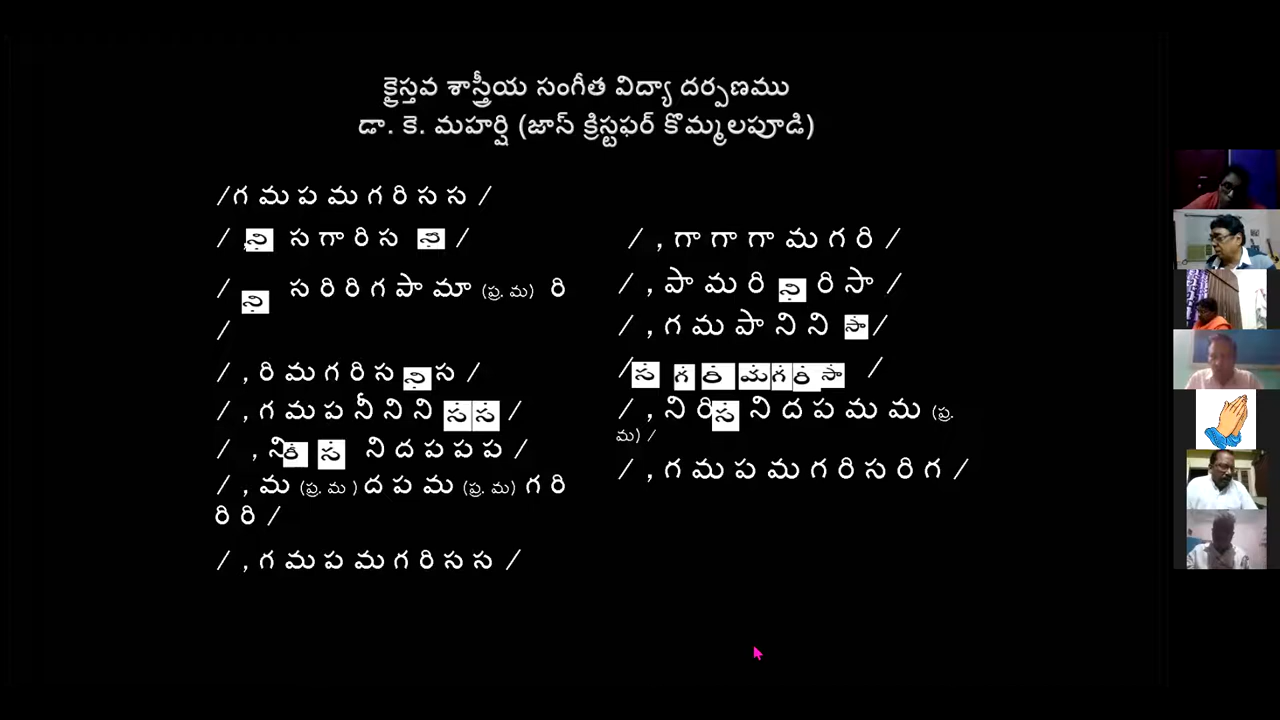 క్రైస్తవ శాస్త్రీయ సంగీత విద్యా దర్పణము
డా. కె. మహర్షి (జాస్ క్రిస్టఫర్ కొమ్మలపూడి)
/గ మ ప మ గ రి స స /
/ ని స గా రి స ని /
/ ని స రి రి గ పా మా (ప్ర. మ) రి
/
/ , రి మ గ రి స ని స /
/ , గ మ ప నీ ని ని స స /
/ , ని రి స ని ద ప ప ప /
/ , మ (ప్ర. మ ) ద ప మ (ప్ర. మ) గ రి
రి రి /
/ , గ మ ప మ గ రి స స /
/ , గా గా గా మ గ రి /
/ , పా మ రి ని రి సా /
/ , గ మ పా ని ని సా /
/ స గ రి మ గ రి సా /
/ , ని రి స ని ద ప మ మ (ప్ర.
మ) /
/ , గ మ ప మ గ రి స రి గ /